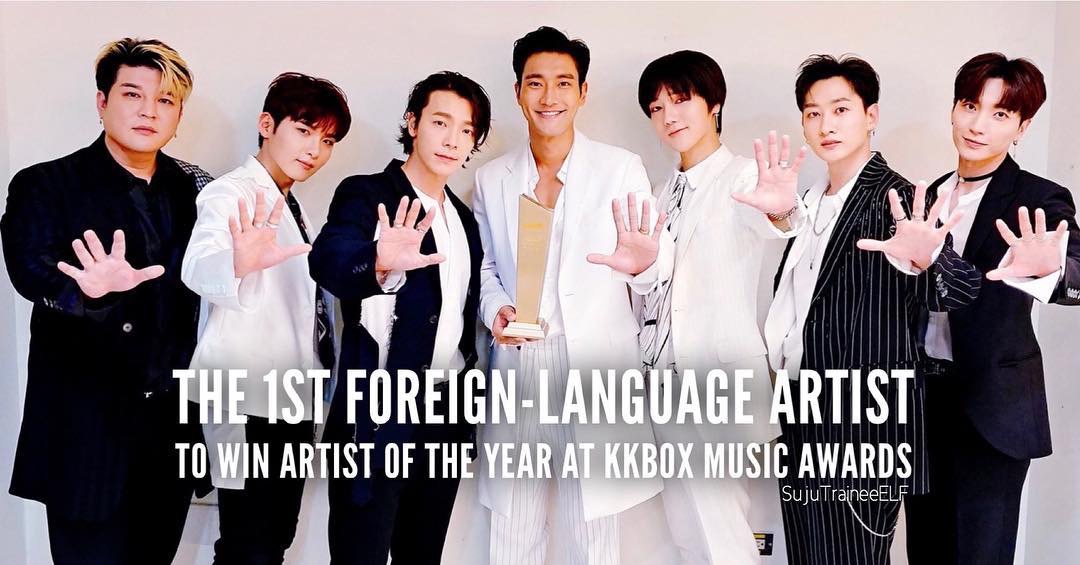 THE 1ST FOREIGN-LANGUAGE ARTIST
TO WIN ARTIST OF THE YEAR AT KKBOX MUSIC AWARDS
SujuTraineeELF